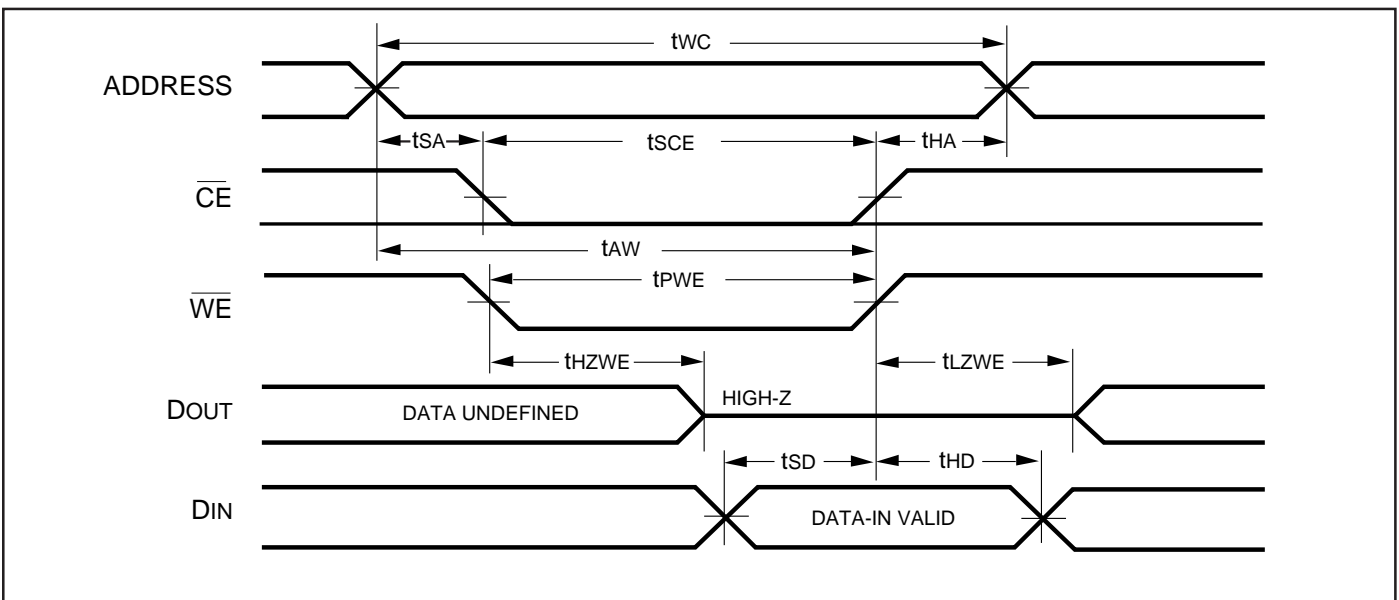 tWC
ADDRESS
tSA
tSCE
tHA
CE
tAW
tPWE
WE
tHZWE
tLZWE
DOUT
DATA UNDEFINED
HIGH-Z
tSD
tHD
DIN
DATA-IN VALID